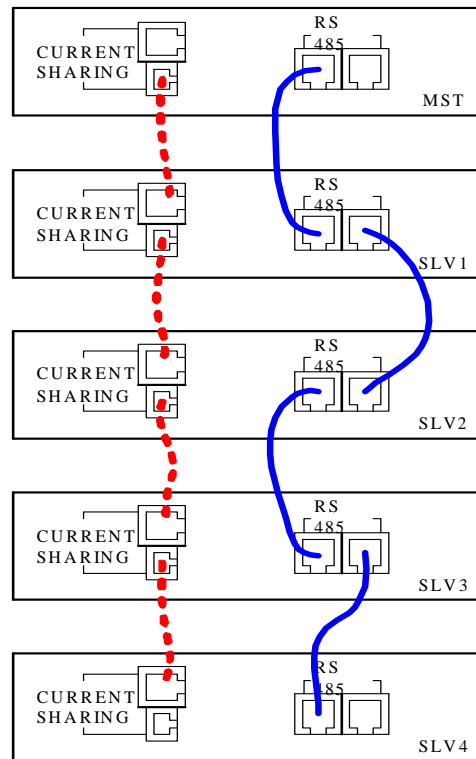 CURRENT
SHARING
RS
485
MST
CURRENT
SHARING
RS
485
SLV1
CURRENT
SHARING
RS
485
SLV2
CURRENT
SHARING
RS
485
SLV3
CURRENT
SHARING
RS
485
SLV4